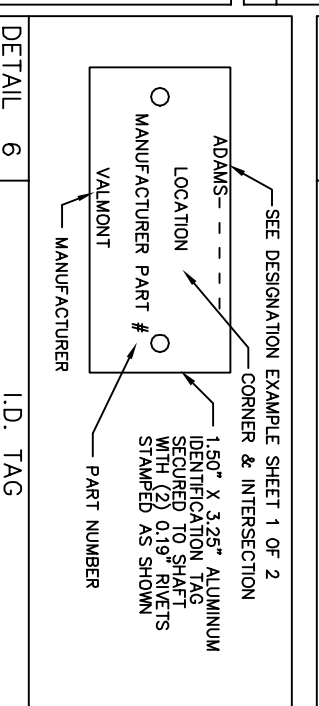 SEE DESIGNATION EXAMPLE SHEET 1 OF 2
CORNER & INTERSECTION
ADAMS- - - - -
LOCATION
MANUFACTURER PART #
VALMONT
1.50" X 3.25" ALUMINUM
IDENTIFICATION TAG
SECURED TO SHAFT
WITH (2) 0.19" RIVETS
STAMPED AS SHOWN
PART NUMBER
MANUFACTURER
DETAIL 6
I.D. TAG